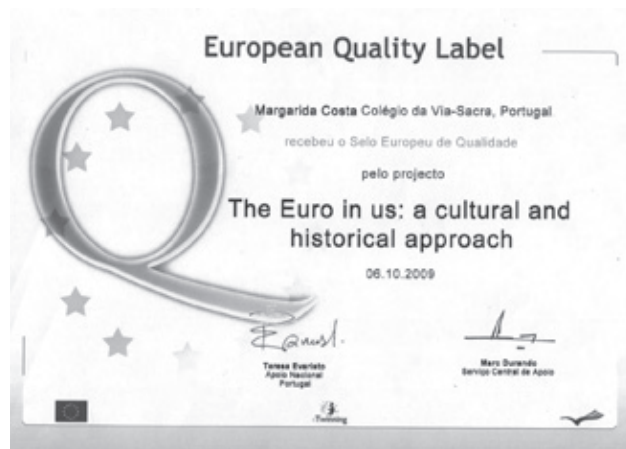 European Quality Label
Margarida Costa Colégio da Via-Sacra, Portugal
recebeu o Selo Europeu de Qualidade
pelo projecto
The Euro in us: a cultural and
historical approach
06.10.2009
Teresa Evaristo
Apoio Nacional
Portugal
Marc Durando
Serviço Central de Apoio
eTwinning